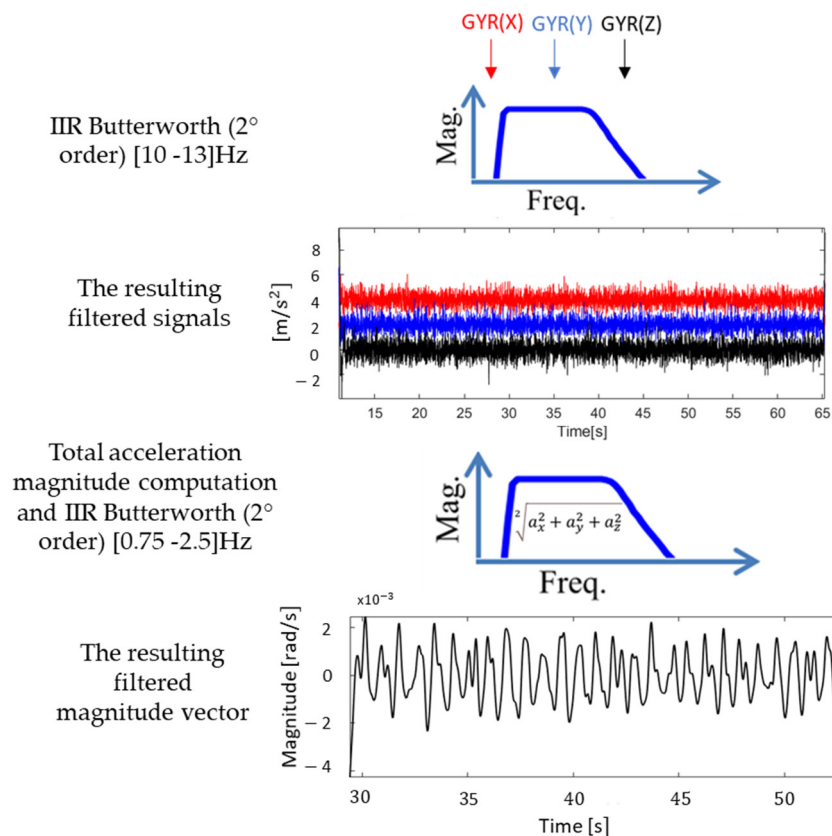 GYR(X) GYR(Y) GYR(Z)
IIR Butterworth (2°
order) [10 -13]Hz
Mag.
Freq.
The resulting
filtered signals
[m/s²]
8
6
4
2
0
−2
15 20 25 30 35 40 45 50 55 60 65
Time[s]
Total acceleration
magnitude computation
and IIR Butterworth (2°
order) [0.75 -2.5]Hz
Mag.
²√a²ₓ + a²ᵧ + a²_z
Freq.
The resulting
filtered
magnitude vector
Magnitude [rad/s]
x10⁻³
2
0
−2
−4
30 35 40 45 50
Time [s]